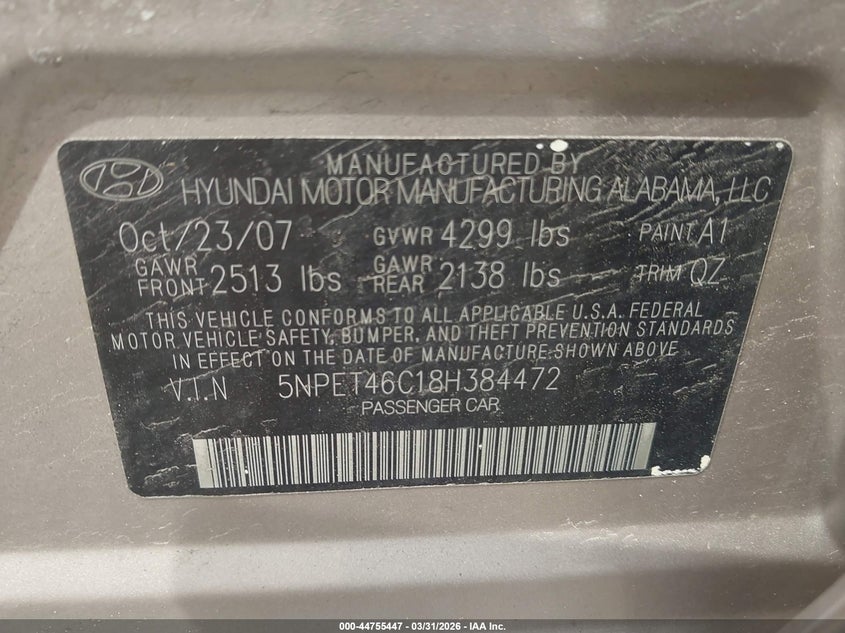 MANUFACTURED BY
HYUNDAI MOTOR MANUFACTURING ALABAMA, LLC
Oct/23/07 GVWR 4299 lbs PAINT A1
GAWR FRONT 2513 lbs GAWR REAR 2138 lbs TRIM QZ
THIS VEHICLE CONFORMS TO ALL APPLICABLE U.S.A. FEDERAL
MOTOR VEHICLE SAFETY, BUMPER, AND THEFT PREVENTION STANDARDS
IN EFFECT ON THE DATE OF MANUFACTURE SHOWN ABOVE.
V.I.N 5NPET46C18H384472
PASSENGER CAR
000-44755447 - 03/31/2026 - IAA Inc.